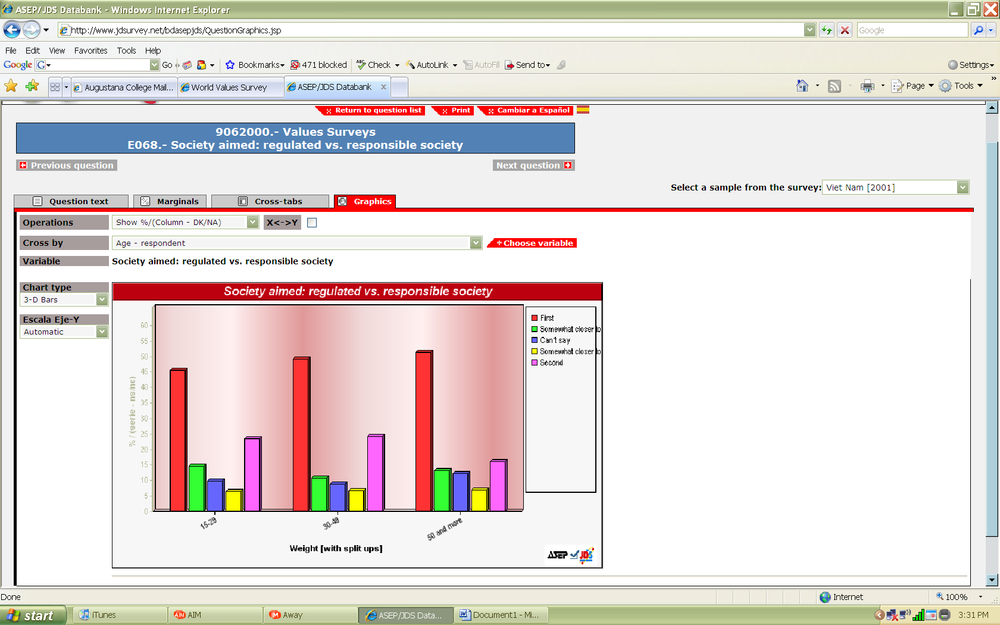 ASEP/JDS Databank - Windows Internet Explorer
http://www.jdsurvey.net/bdasepjds/QuestionGraphics.jsp
Google
File Edit View Favorites Tools Help
Google G Go Bookmarks 471 blocked ABC Check AutoLink AutoFill Send to Settings
Augustana College Mail... World Values Survey ASEP/JDS Databank Page Tools
Return to question list Print Cambiar a Español
9062000.- Values Surveys
E068.- Society aimed: regulated vs. responsible society
Previous question Next question
Select a sample from the survey: Viet Nam [2001]
Question text Marginals Cross-tabs Graphics
Operations Show %/(Column - DK/NA) X<->Y
Cross by Age - respondent + Choose variable
Variable Society aimed: regulated vs. responsible society
Chart type
3-D Bars
Escala Eje-Y
Automatic
Society aimed: regulated vs. responsible society
First
Somewhat closer to
Can't say
Somewhat closer to
Second
% / (serie - ns/nc)
60
55
50
45
40
35
30
25
20
15
10
5
0
15-29 30-49 50 and more
Weight [with split ups]
ASEP JDS
Done Internet 100%
start iTunes AIM Away ASEP/JDS Data... Document1 - Mi... 3:31 PM